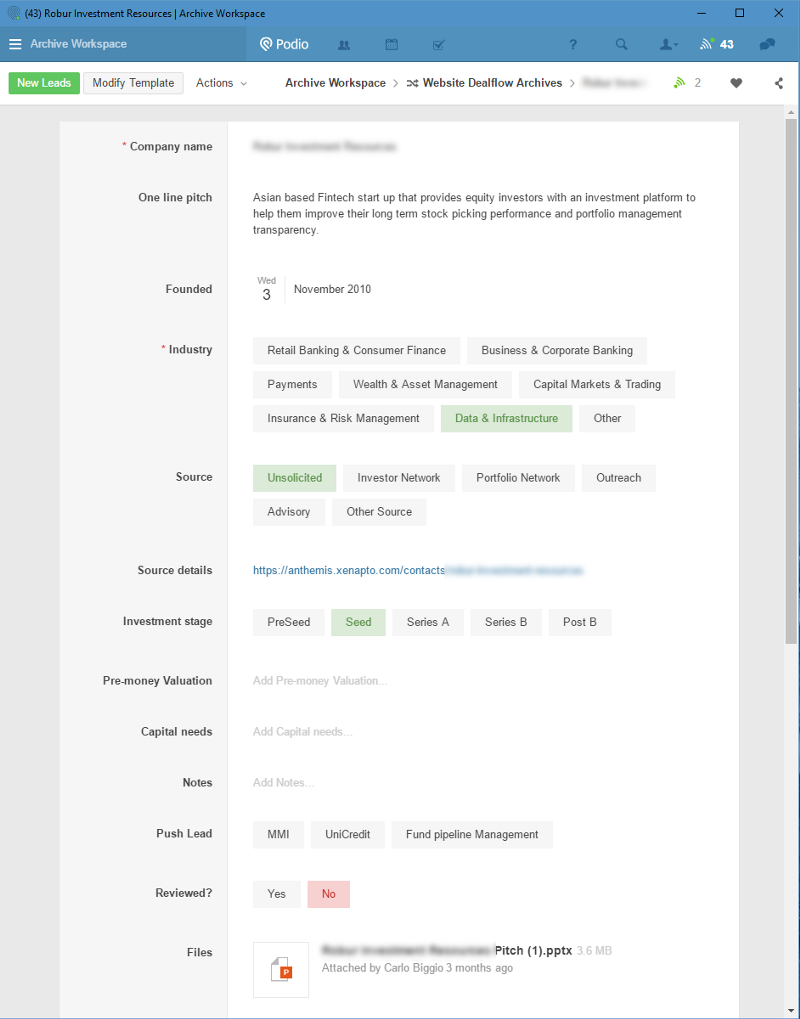 (43) Robur Investment Resources | Archive Workspace
Archive Workspace
Podio
?
43
New Leads
Modify Template
Actions
Archive Workspace > Website Dealflow Archives >
2
* Company name
One line pitch
Asian based Fintech start up that provides equity investors with an investment platform to
help them improve their long term stock picking performance and portfolio management
transparency.
Founded
Wed
3
November 2010
* Industry
Retail Banking & Consumer Finance
Business & Corporate Banking
Payments
Wealth & Asset Management
Capital Markets & Trading
Insurance & Risk Management
Data & Infrastructure
Other
Source
Unsolicited
Investor Network
Portfolio Network
Outreach
Advisory
Other Source
Source details
https://anthemis.xenapto.com/contacts
Investment stage
PreSeed
Seed
Series A
Series B
Post B
Pre-money Valuation
Add Pre-money Valuation...
Capital needs
Add Capital needs...
Notes
Add Notes...
Push Lead
MMI
UniCredit
Fund pipeline Management
Reviewed?
Yes
No
Files
P
Pitch (1).pptx 3.6 MB
Attached by Carlo Biggio 3 months ago